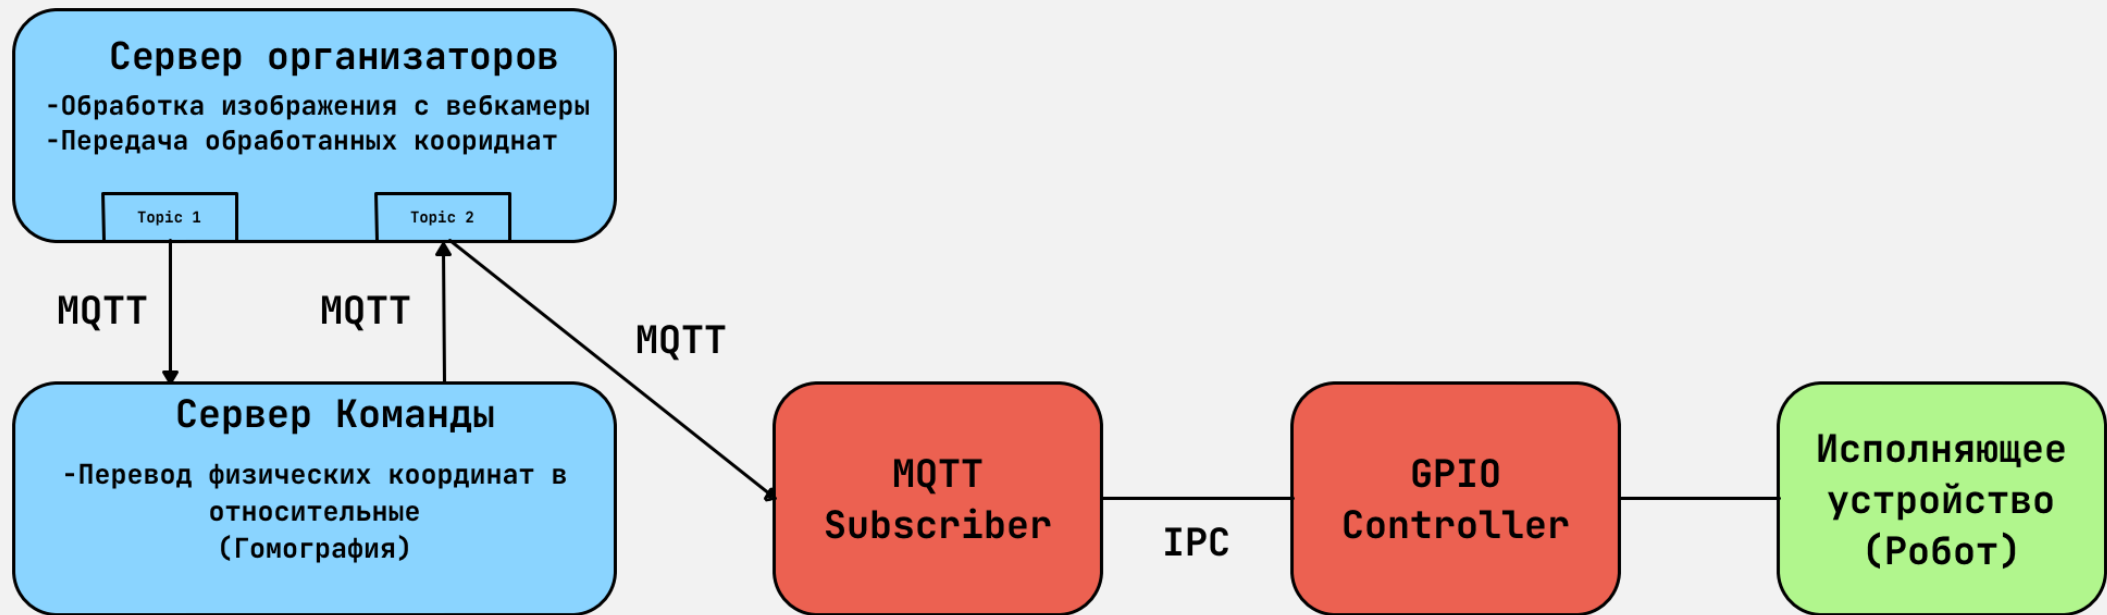 Сервер организаторов
-Обработка изображения с вебкамеры
-Передача обработанных коориднат
Topic 1
Topic 2
MQTT
MQTT
MQTT
Сервер Команды
-Перевод физических координат в
относительные
(Гомография)
MQTT
Subscriber
IPC
GPIO
Controller
Исполняющее
устройство
(Робот)